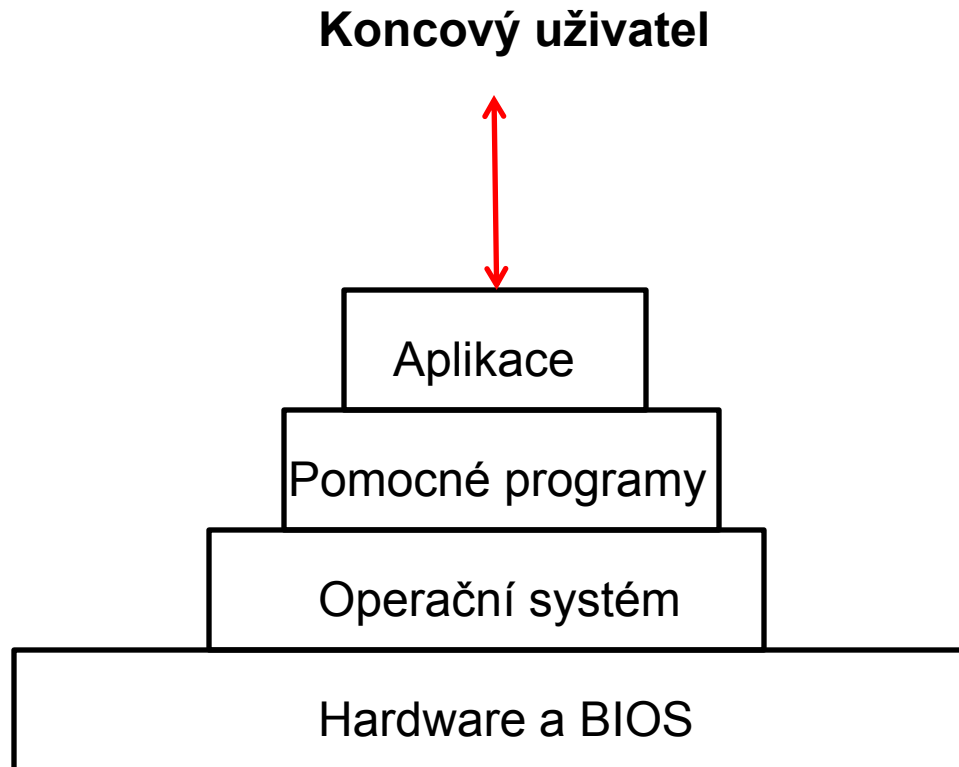 Koncový uživatel
Aplikace
Pomocné programy
Operační systém
Hardware a BIOS